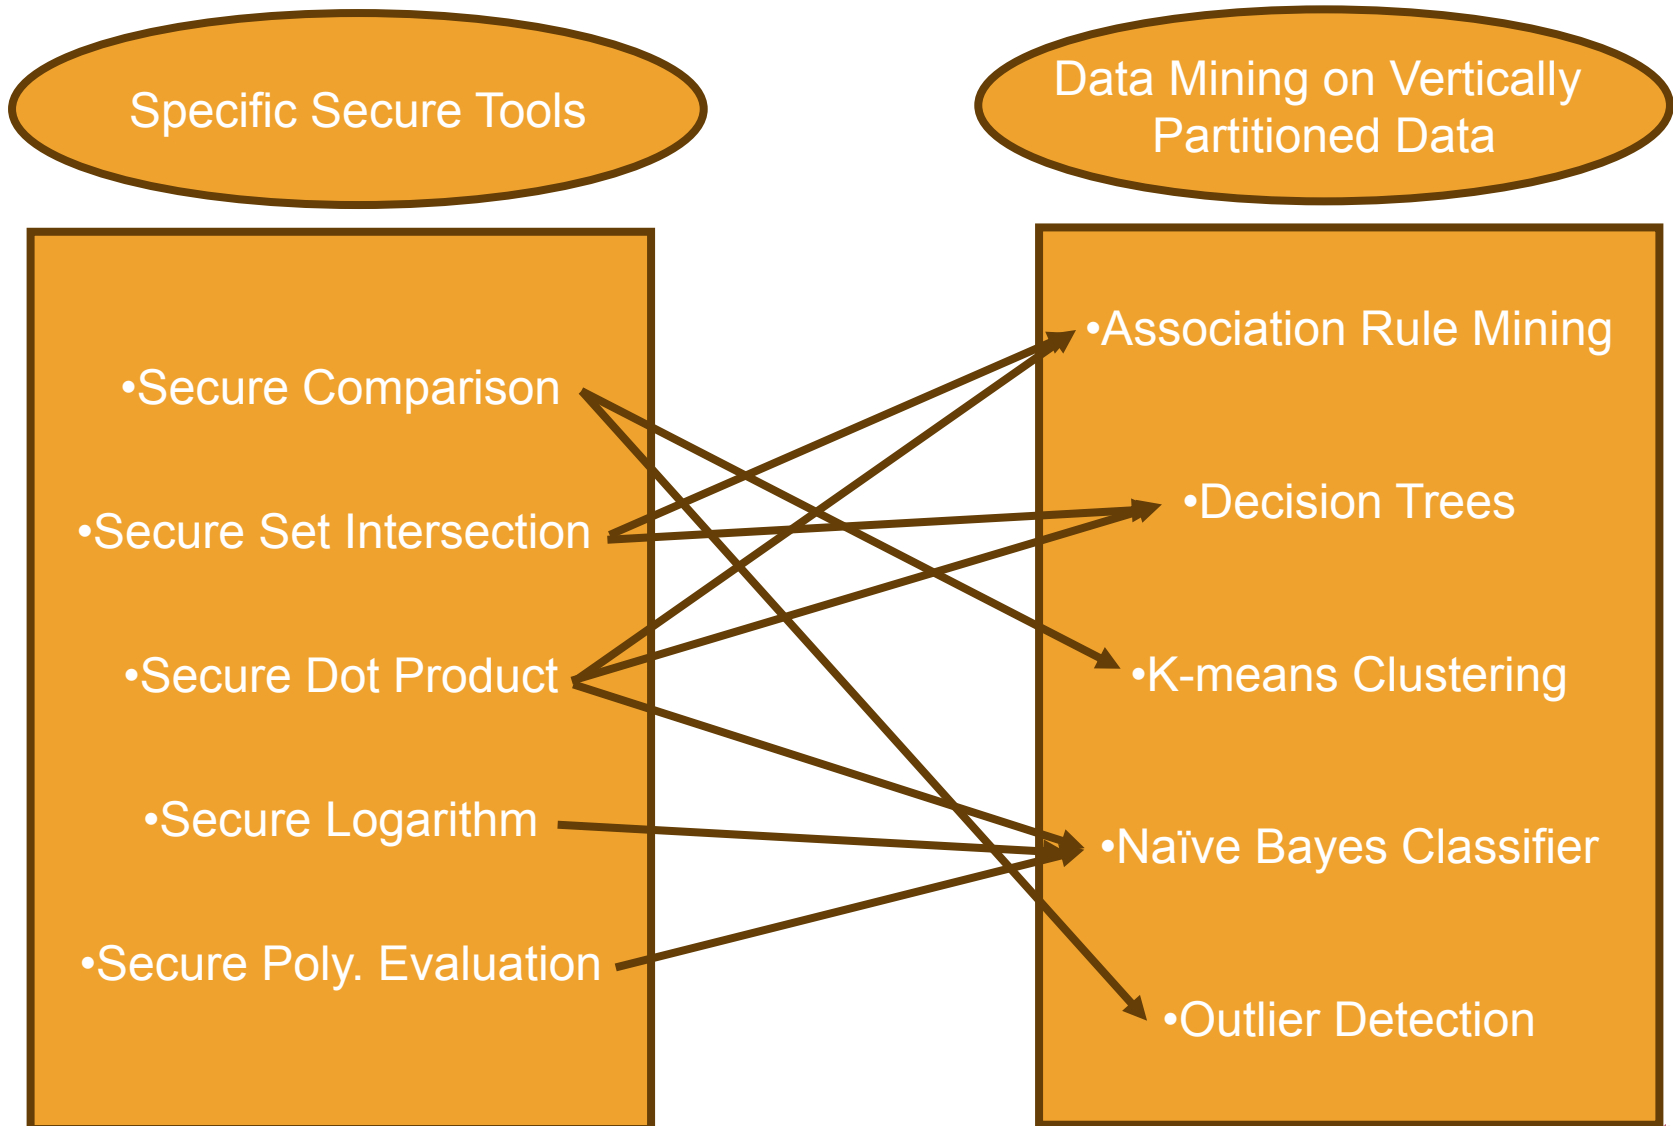 Specific Secure Tools
Data Mining on Vertically
Partitioned Data
•Secure Comparison
•Secure Set Intersection
•Secure Dot Product
•Secure Logarithm
•Secure Poly. Evaluation
•Association Rule Mining
•Decision Trees
•K-means Clustering
•Naïve Bayes Classifier
•Outlier Detection